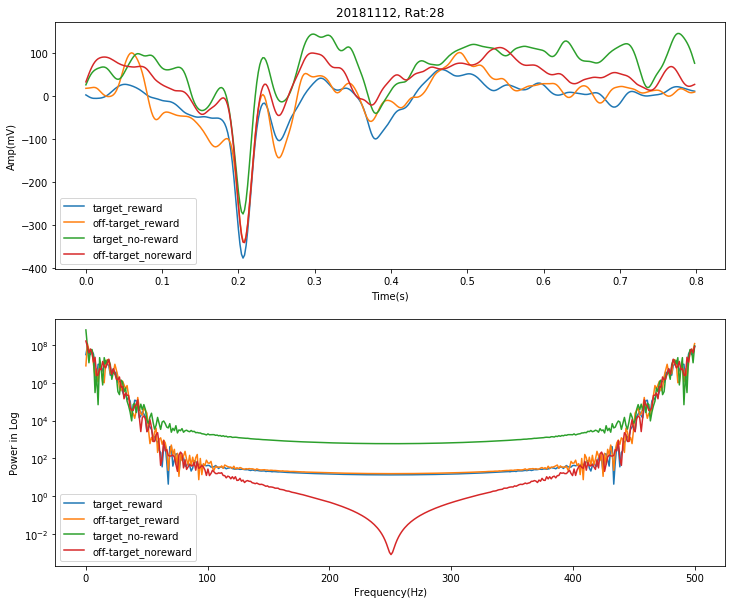 20181112, Rat:28
Amp(mV)
100
0
−100
−200
−300
−400
target_reward
off-target_reward
target_no-reward
off-target_noreward
0.0 0.1 0.2 0.3 0.4 0.5 0.6 0.7 0.8
Time(s)
Power in Log
10^8
10^6
10^4
10^2
10^0
10^−2
target_reward
off-target_reward
target_no-reward
off-target_noreward
0 100 200 300 400 500
Frequency(Hz)